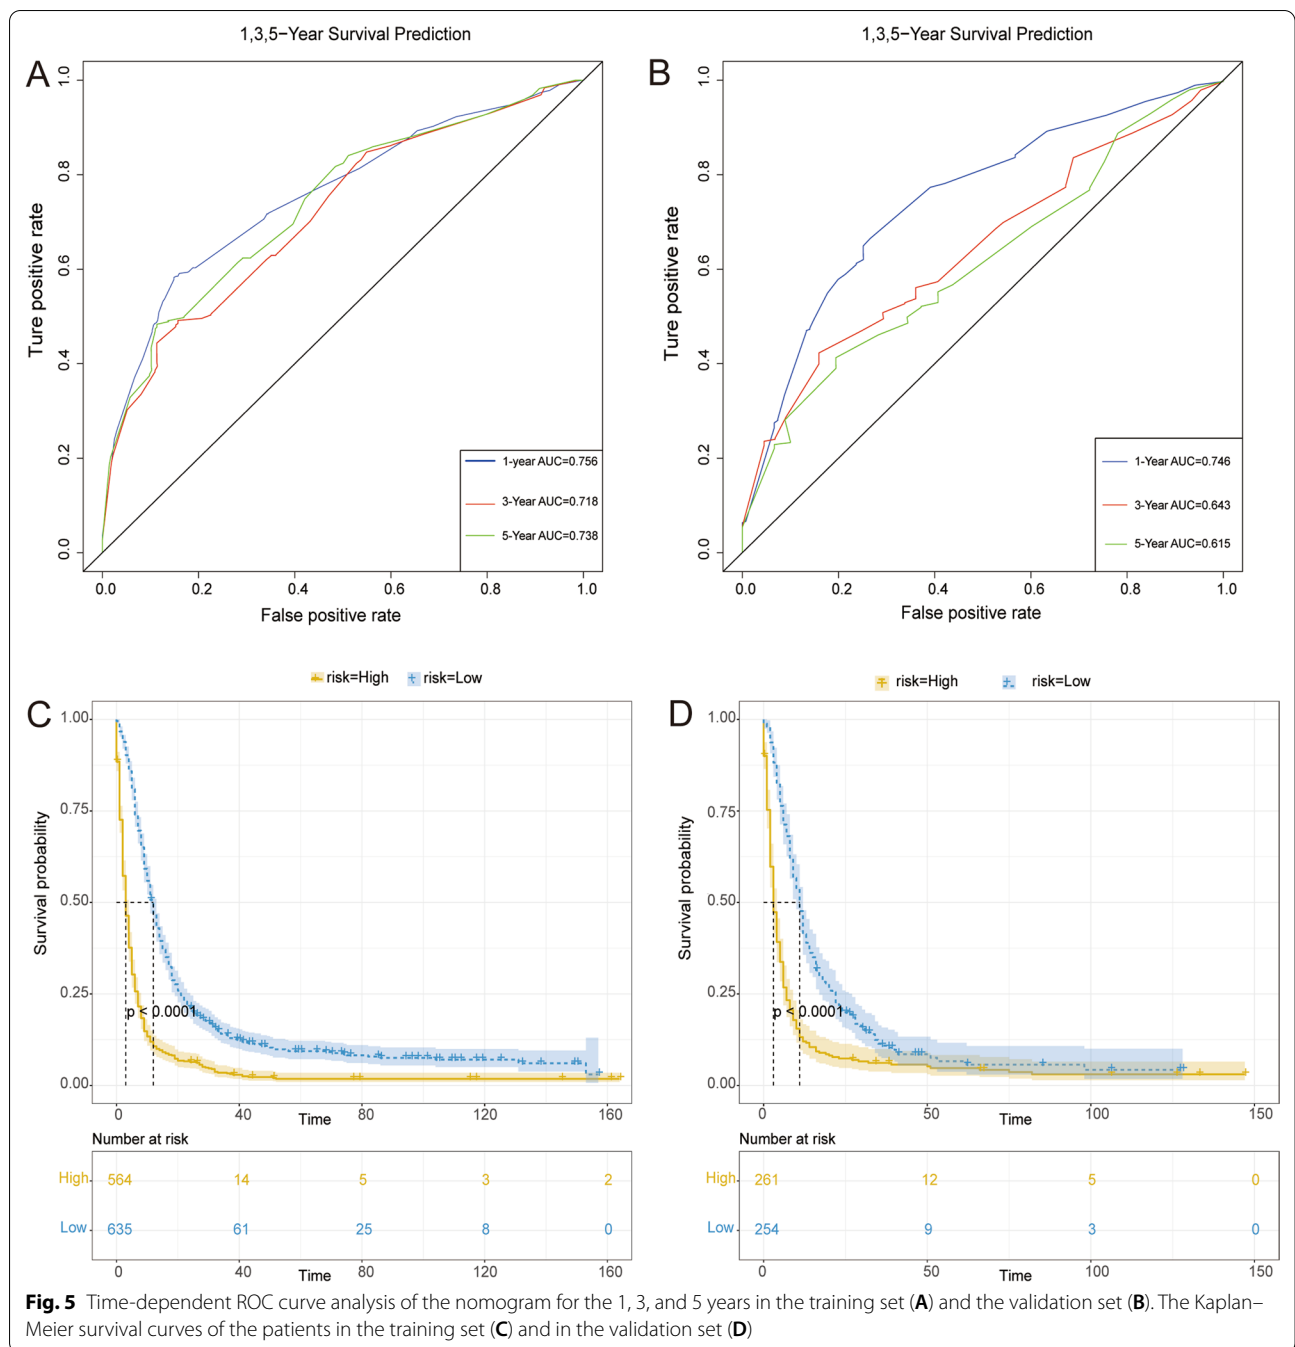 1,3,5−Year Survival Prediction
A
Ture positive rate
1.0
0.8
0.6
0.4
0.2
0.0
1-year AUC=0.756
3-Year AUC=0.718
5-Year AUC=0.738
0.0 0.2 0.4 0.6 0.8 1.0
False positive rate
1,3,5−Year Survival Prediction
B
Ture positive rate
1.0
0.8
0.6
0.4
0.2
0.0
1-Year AUC=0.746
3-Year AUC=0.643
5-Year AUC=0.615
0.0 0.2 0.4 0.6 0.8 1.0
False positive rate
risk=High risk=Low
C
Survival probability
1.00
0.75
0.50
0.25
0.00
p < 0.0001
0 40 80 120 160
Time
Number at risk
High 564 14 5 3 2
Low 635 61 25 8 0
0 40 80 120 160
Time
risk=High risk=Low
D
Survival probability
1.00
0.75
0.50
0.25
0.00
p < 0.0001
0 50 100 150
Time
Number at risk
High 261 12 5 0
Low 254 9 3 0
0 50 100 150
Time
Fig. 5 Time-dependent ROC curve analysis of the nomogram for the 1, 3, and 5 years in the training set (A) and the validation set (B). The Kaplan–
Meier survival curves of the patients in the training set (C) and in the validation set (D)